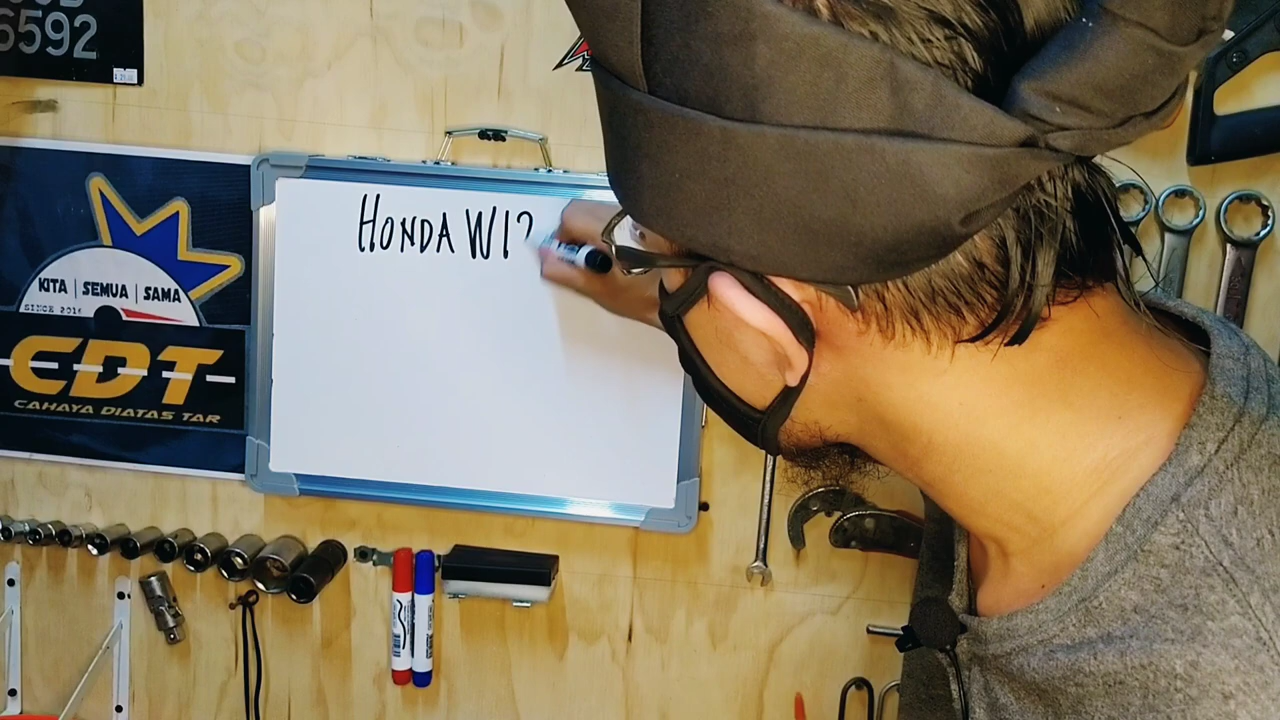 6592
HONDA W12
KITA | SEMUA | SAMA
SINCE 2016
CDT
CAHAYA DIATAS TAR